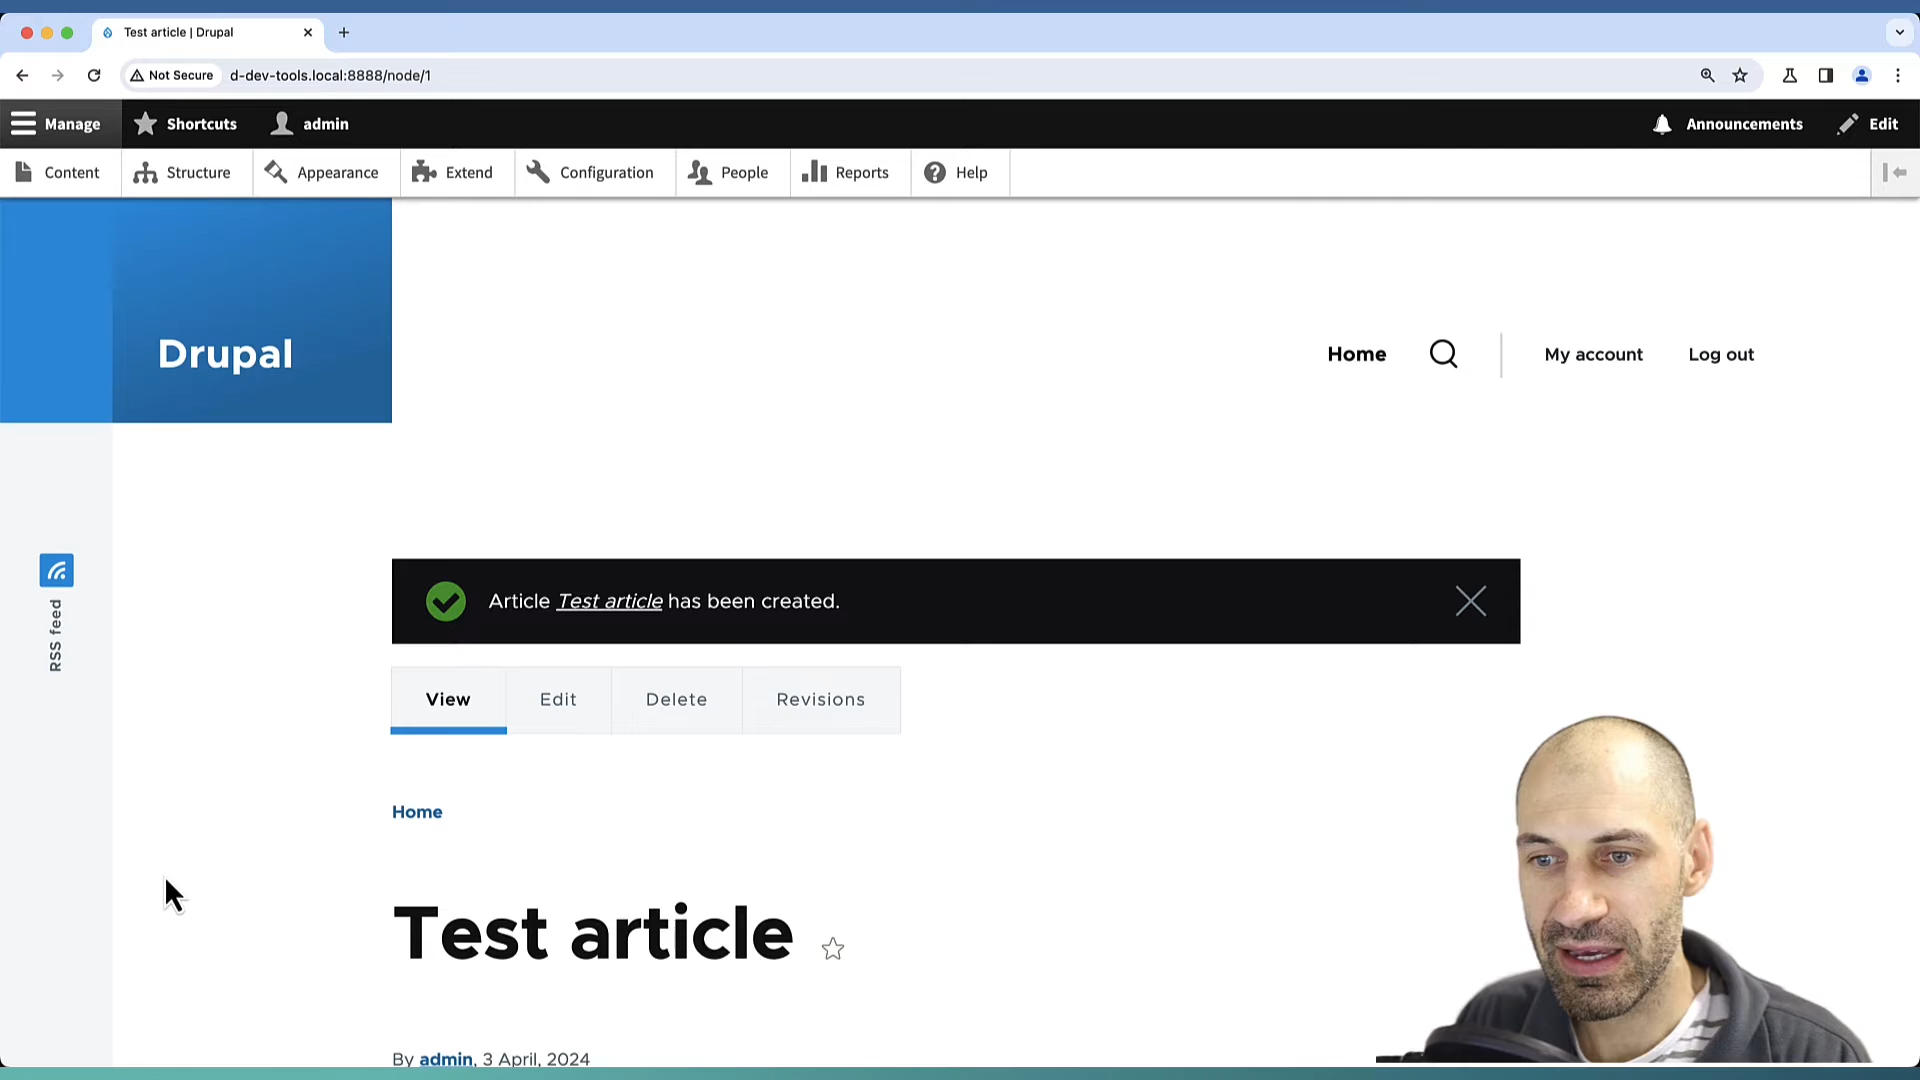 Test article | Drupal
Not Secure d-dev-tools.local:8888/node/1
Manage Shortcuts admin Announcements Edit
Content Structure Appearance Extend Configuration People Reports Help
Drupal
Home My account Log out
RSS feed
Article Test article has been created.
View Edit Delete Revisions
Home
Test article
By admin, 3 April, 2024